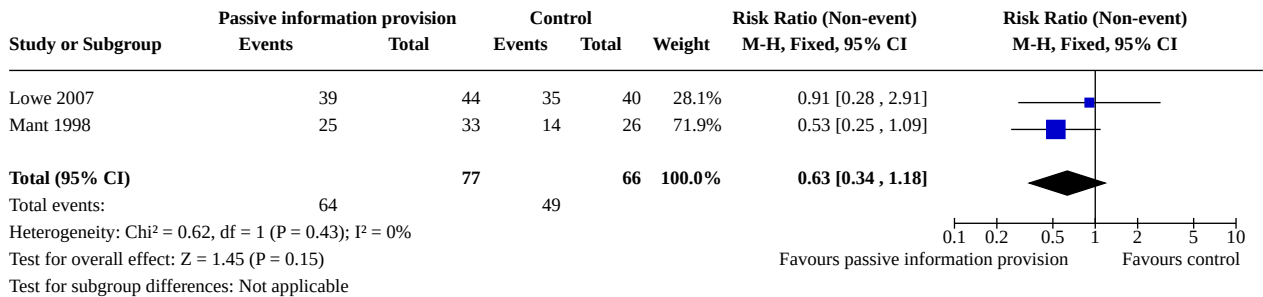 Passive information provision Control Risk Ratio (Non-event) Risk Ratio (Non-event)
Study or Subgroup Events Total Events Total Weight M-H, Fixed, 95% CI M-H, Fixed, 95% CI
Lowe 2007 39 44 35 40 28.1% 0.91 [0.28 , 2.91]
Mant 1998 25 33 14 26 71.9% 0.53 [0.25 , 1.09]
Total (95% CI) 77 66 100.0% 0.63 [0.34 , 1.18]
Total events: 64 49
Heterogeneity: Chi² = 0.62, df = 1 (P = 0.43); I² = 0%
0.1 0.2 0.5 1 2 5 10
Test for overall effect: Z = 1.45 (P = 0.15) Favours passive information provision Favours control
Test for subgroup differences: Not applicable